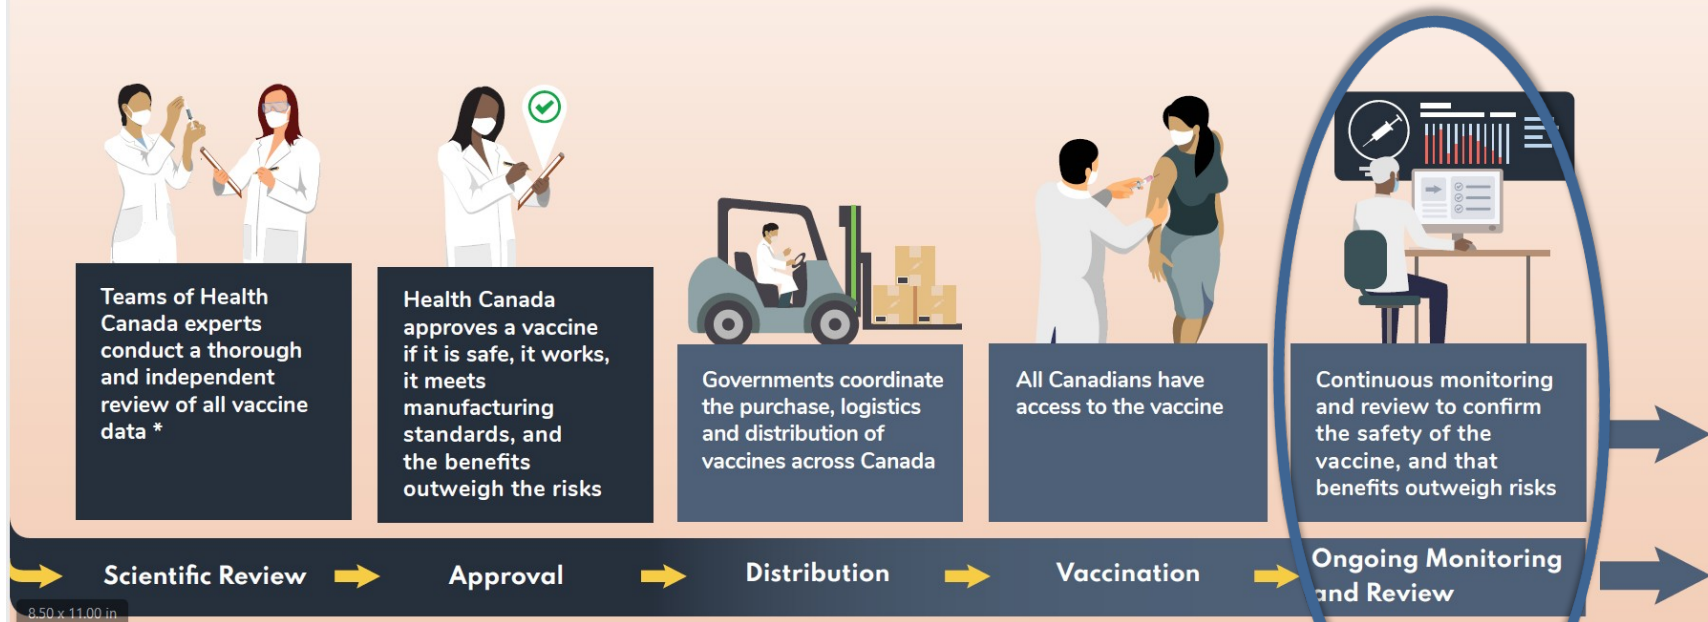 Teams of Health
Canada experts
conduct a thorough
and independent
review of all vaccine
data *
Health Canada
approves a vaccine
if it is safe, it works,
it meets
manufacturing
standards, and
the benefits
outweigh the risks
Governments coordinate
the purchase, logistics
and distribution of
vaccines across Canada
All Canadians have
access to the vaccine
Continuous monitoring
and review to confirm
the safety of the
vaccine, and that
benefits outweigh risks
Scientific Review
Approval
Distribution
Vaccination
Ongoing Monitoring
and Review
8.50 x 11.00 in